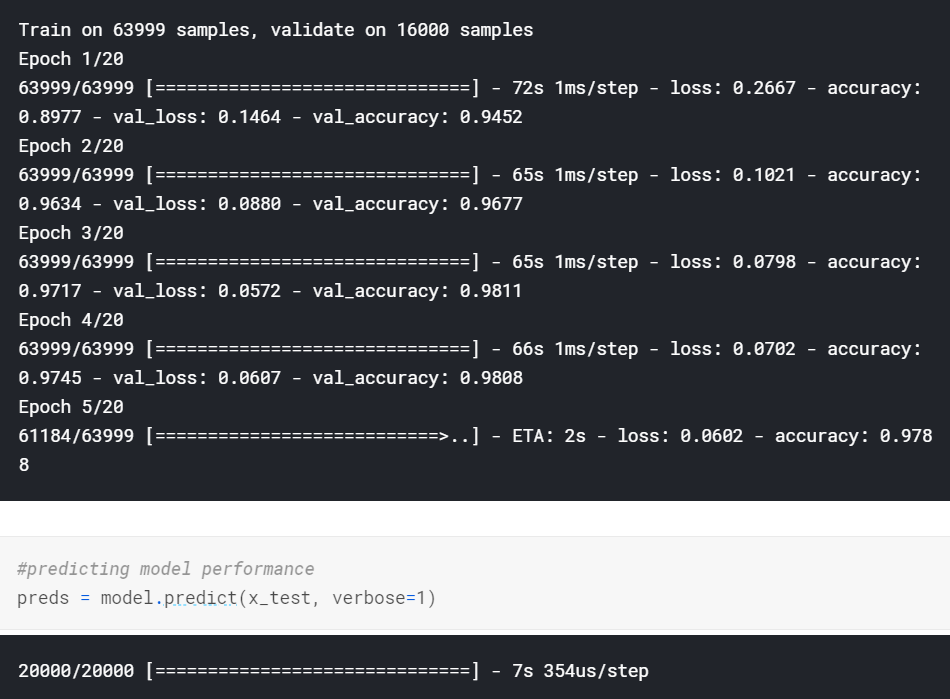 Train on 63999 samples, validate on 16000 samples
Epoch 1/20
63999/63999 [==============================] - 72s 1ms/step - loss: 0.2667 - accuracy:
0.8977 - val_loss: 0.1464 - val_accuracy: 0.9452
Epoch 2/20
63999/63999 [==============================] - 65s 1ms/step - loss: 0.1021 - accuracy:
0.9634 - val_loss: 0.0880 - val_accuracy: 0.9677
Epoch 3/20
63999/63999 [==============================] - 65s 1ms/step - loss: 0.0798 - accuracy:
0.9717 - val_loss: 0.0572 - val_accuracy: 0.9811
Epoch 4/20
63999/63999 [==============================] - 66s 1ms/step - loss: 0.0702 - accuracy:
0.9745 - val_loss: 0.0607 - val_accuracy: 0.9808
Epoch 5/20
61184/63999 [===========================>..] - ETA: 2s - loss: 0.0602 - accuracy: 0.978
8
#predicting model performance
preds = model.predict(x_test, verbose=1)
20000/20000 [==============================] - 7s 354us/step